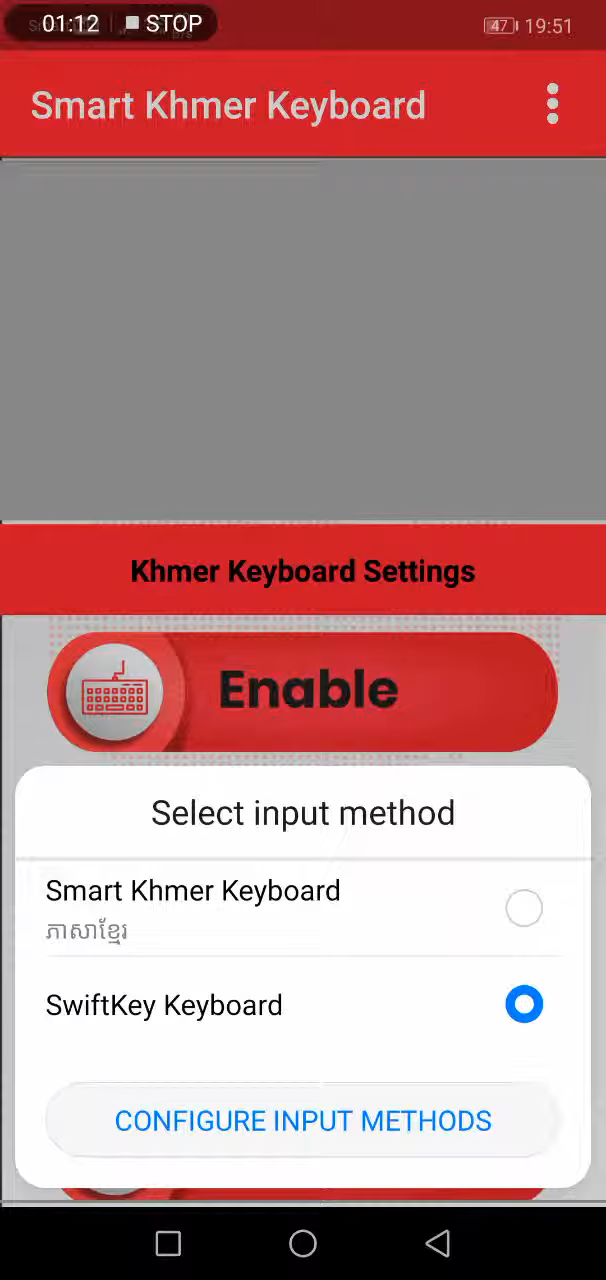 01:12 STOP
47 19:51
Smart Khmer Keyboard
Khmer Keyboard Settings
Enable
Select input method
Smart Khmer Keyboard
ភាសាខ្មែរ
SwiftKey Keyboard
CONFIGURE INPUT METHODS